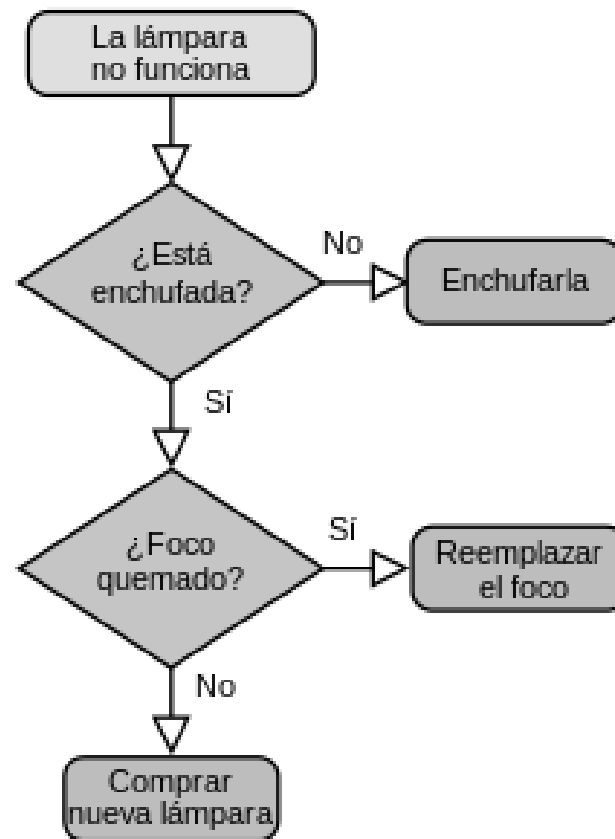 La lámpara
no funciona
¿Está
enchufada?
No
Enchufarla
Sí
¿Foco
quemado?
Sí
Reemplazar
el foco
No
Comprar
nueva lámpara